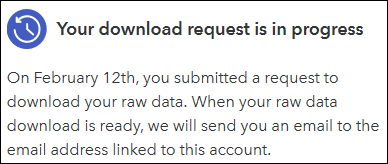 Your download request is in progress
On February 12th, you submitted a request to
download your raw data. When your raw data
download is ready, we will send you an email to the
email address linked to this account.